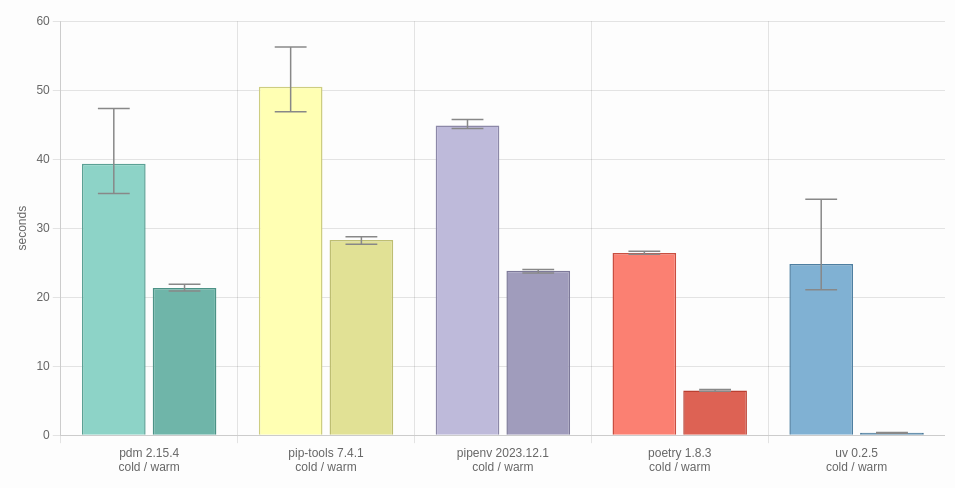 60
50
40
30
20
10
0
seconds
pdm 2.15.4
cold / warm
pip-tools 7.4.1
cold / warm
pipenv 2023.12.1
cold / warm
poetry 1.8.3
cold / warm
uv 0.2.5
cold / warm